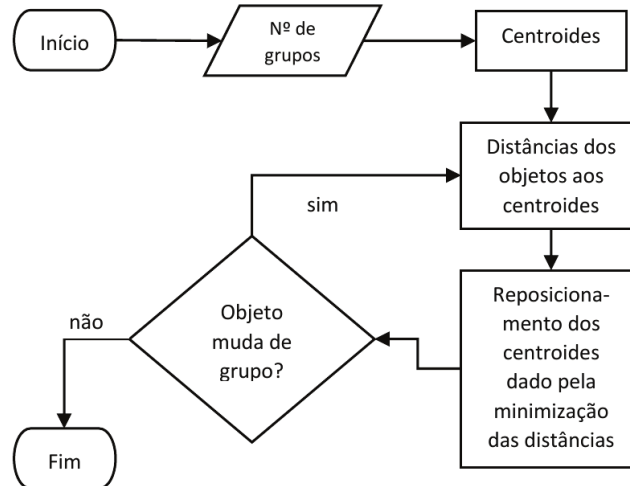 Início
Nº de
grupos
Centroides
Distâncias dos
objetos aos
centroides
sim
Reposiciona-
mento dos
centroides
dado pela
minimização
das distâncias
Objeto
muda de
grupo?
não
Fim